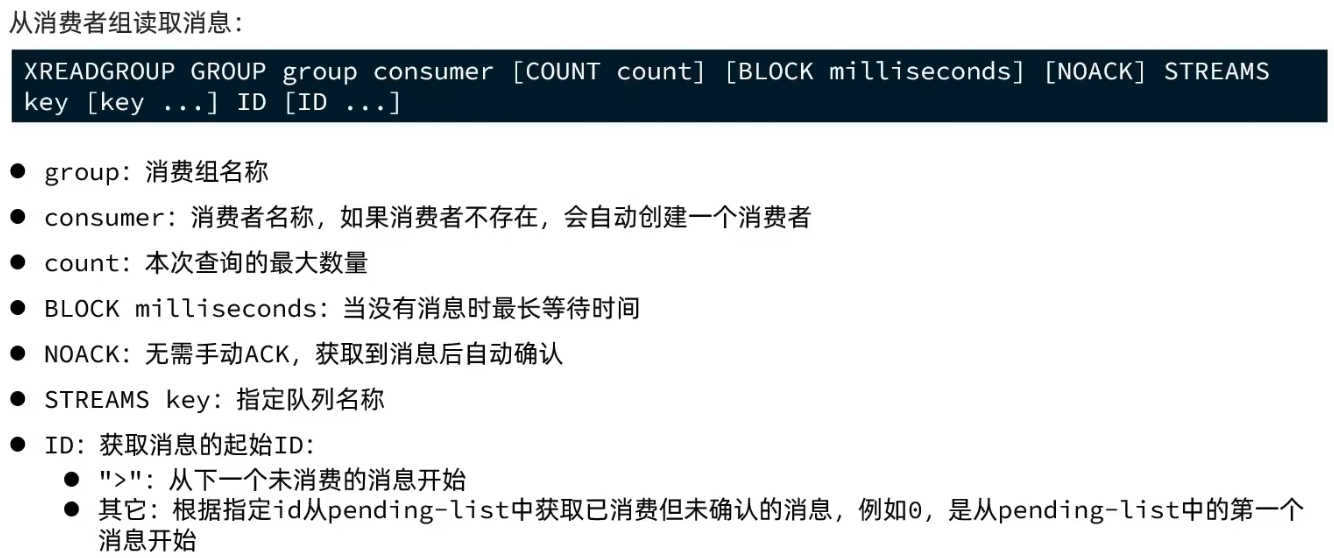 从消费者组读取消息：
XREADGROUP GROUP group consumer [COUNT count] [BLOCK milliseconds] [NOACK] STREAMS
key [key ...] ID [ID ...]
● group：消费组名称
● consumer：消费者名称，如果消费者不存在，会自动创建一个消费者
● count：本次查询的最大数量
● BLOCK milliseconds：当没有消息时最长等待时间
● NOACK：无需手动ACK，获取到消息后自动确认
● STREAMS key：指定队列名称
● ID：获取消息的起始ID：
● ">"：从下一个未消费的消息开始
● 其它：根据指定id从pending-list中获取已消费但未确认的消息，例如0，是从pending-list中的第一个
消息开始